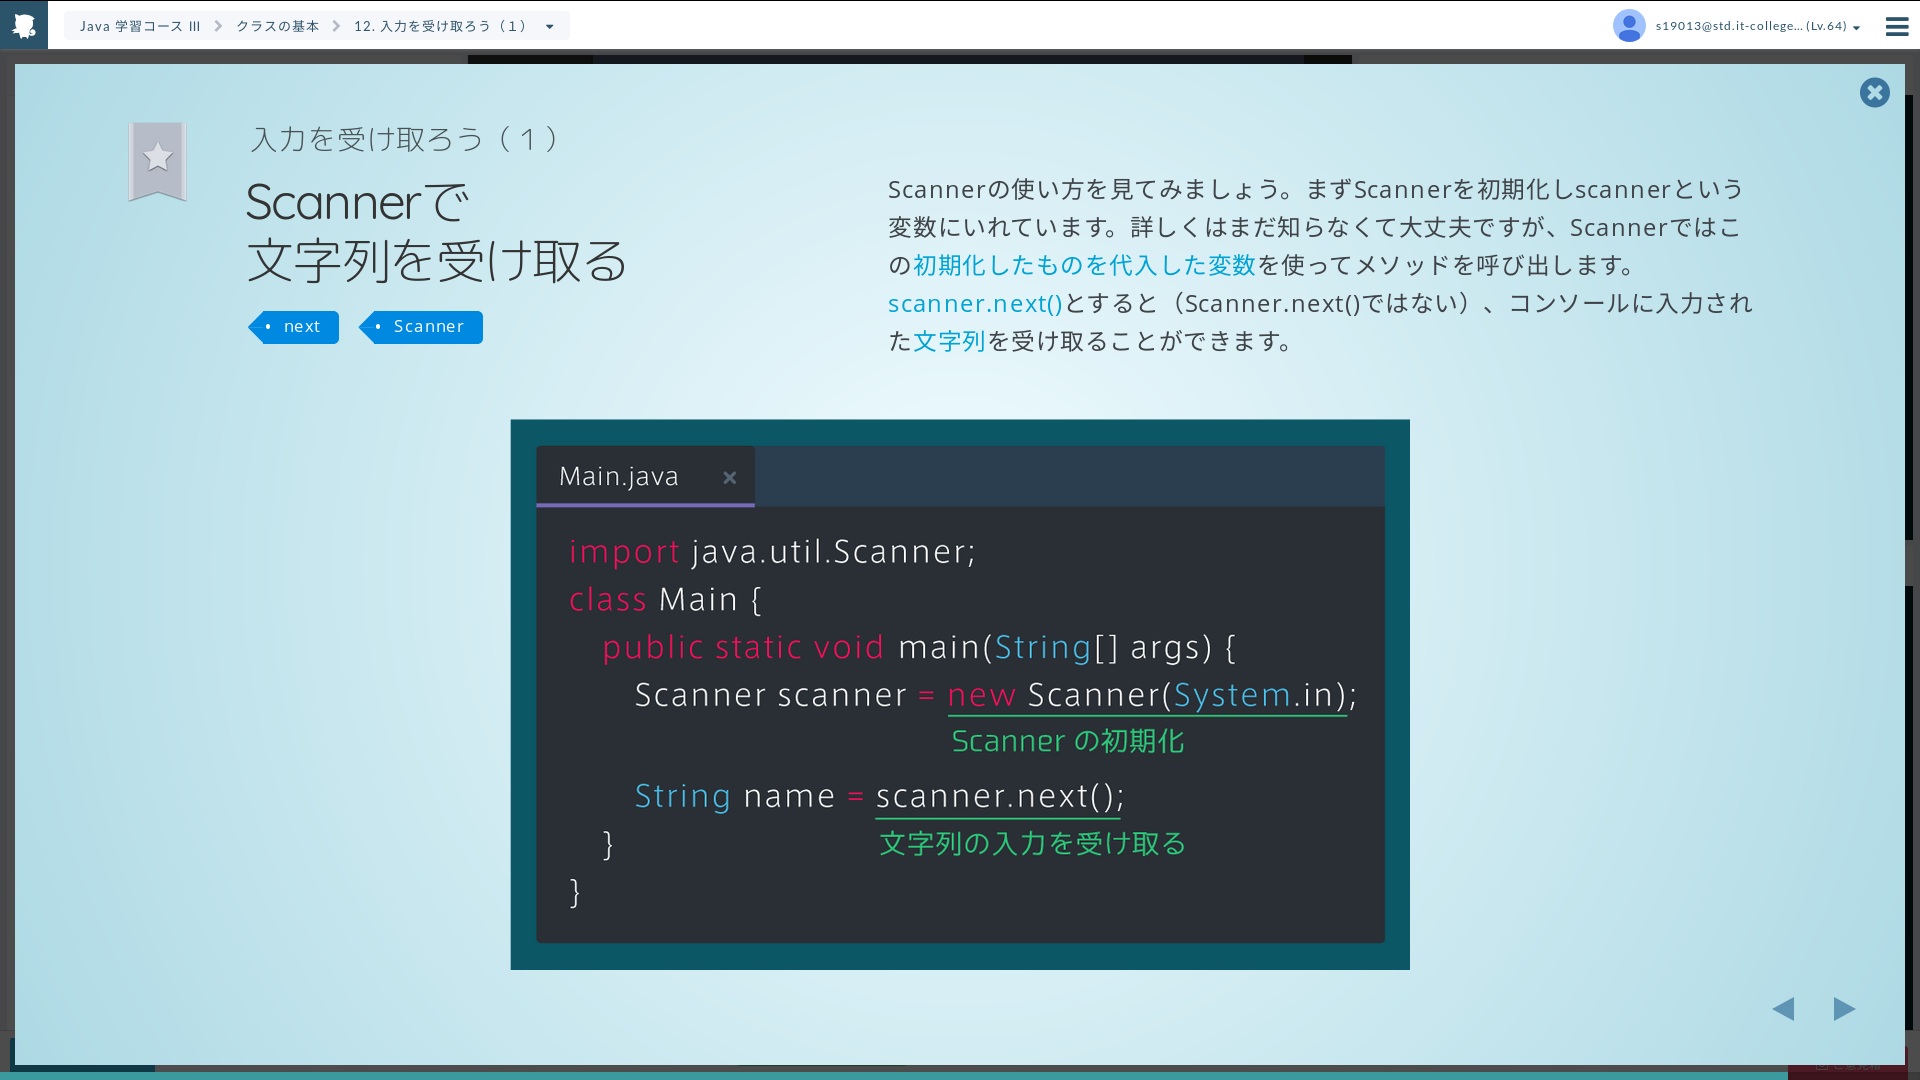 Java 学習コース III
クラスの基本
12. 入力を受け取ろう（１）
s19013@std.it-college... (Lv.64)
入力を受け取ろう（１）
Scannerで
文字列を受け取る
next
Scanner
Scannerの使い方を見てみましょう。まずScannerを初期化しscannerという
変数にいれています。詳しくはまだ知らなくて大丈夫ですが、Scannerではこ
の初期化したものを代入した変数を使ってメソッドを呼び出します。
scanner.next()とすると（Scanner.next()ではない）、コンソールに入力され
た文字列を受け取ることができます。
Main.java
import java.util.Scanner;
class Main {
public static void main(String[] args) {
Scanner scanner = new Scanner(System.in);
Scanner の初期化
String name = scanner.next();
文字列の入力を受け取る
}
}